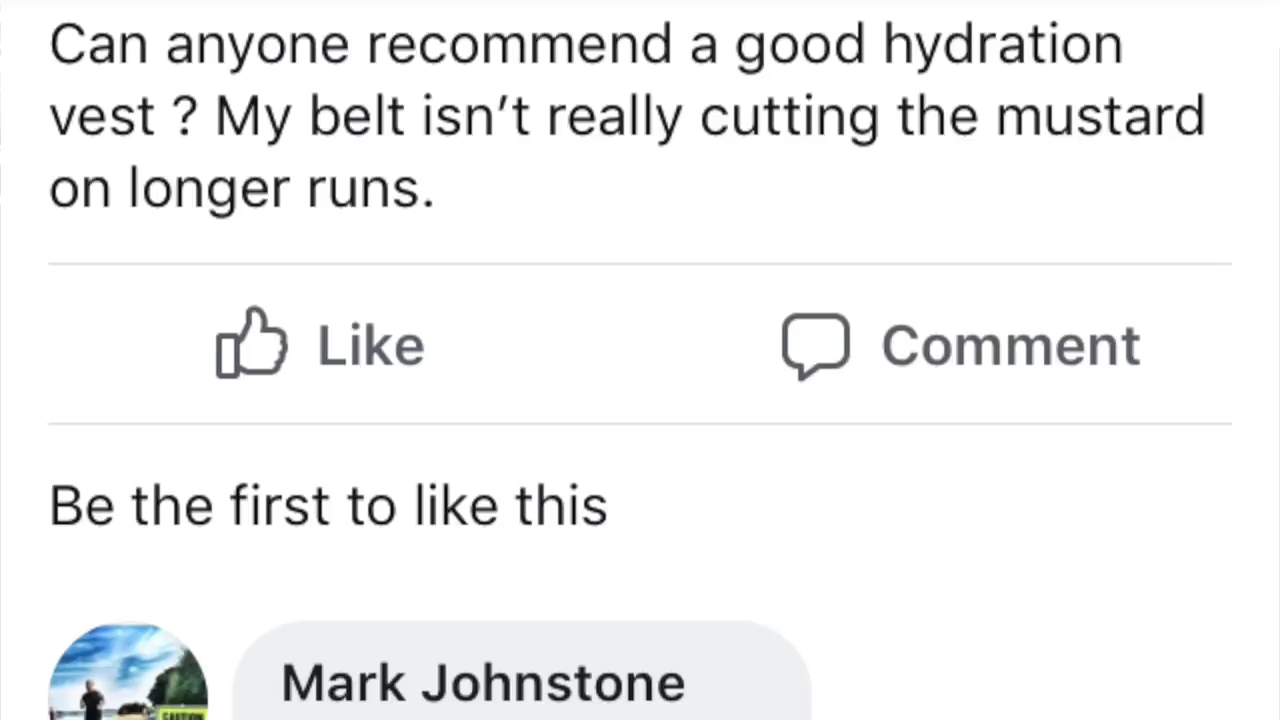 Can anyone recommend a good hydration
vest ? My belt isn’t really cutting the mustard
on longer runs.
Like
Comment
Be the first to like this
Mark Johnstone
CAUTION